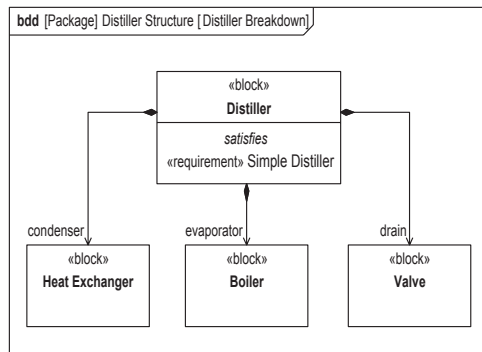 bdd [Package] Distiller Structure [Distiller Breakdown]
«block»
Distiller
satisfies
«requirement» Simple Distiller
condenser
evaporator
drain
«block»
Heat Exchanger
«block»
Boiler
«block»
Valve